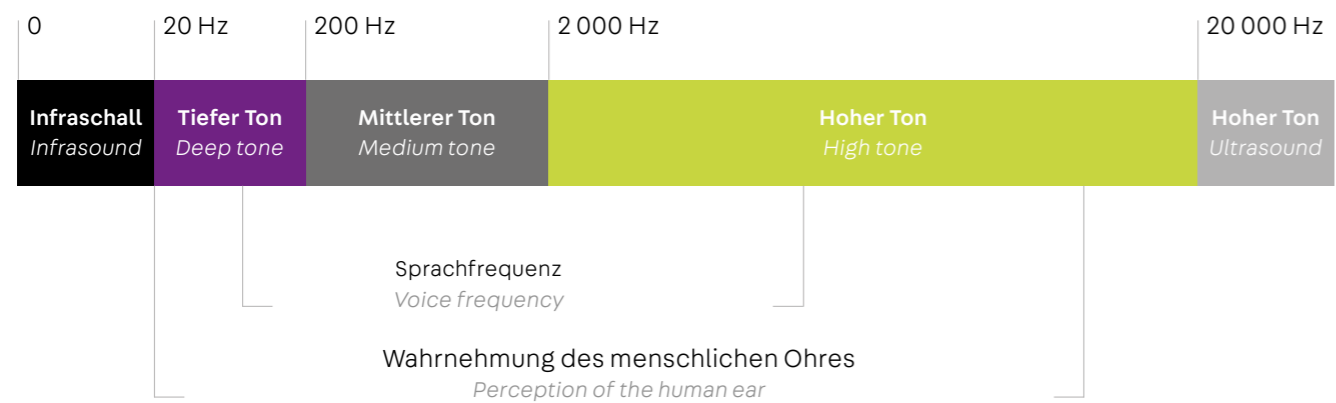 0 20 Hz 200 Hz 2 000 Hz 20 000 Hz
Infraschall Tiefer Ton Mittlerer Ton Hoher Ton Hoher Ton
Infrasound Deep tone Medium tone High tone Ultrasound
Sprachfrequenz
Voice frequency
Wahrnehmung des menschlichen Ohres
Perception of the human ear